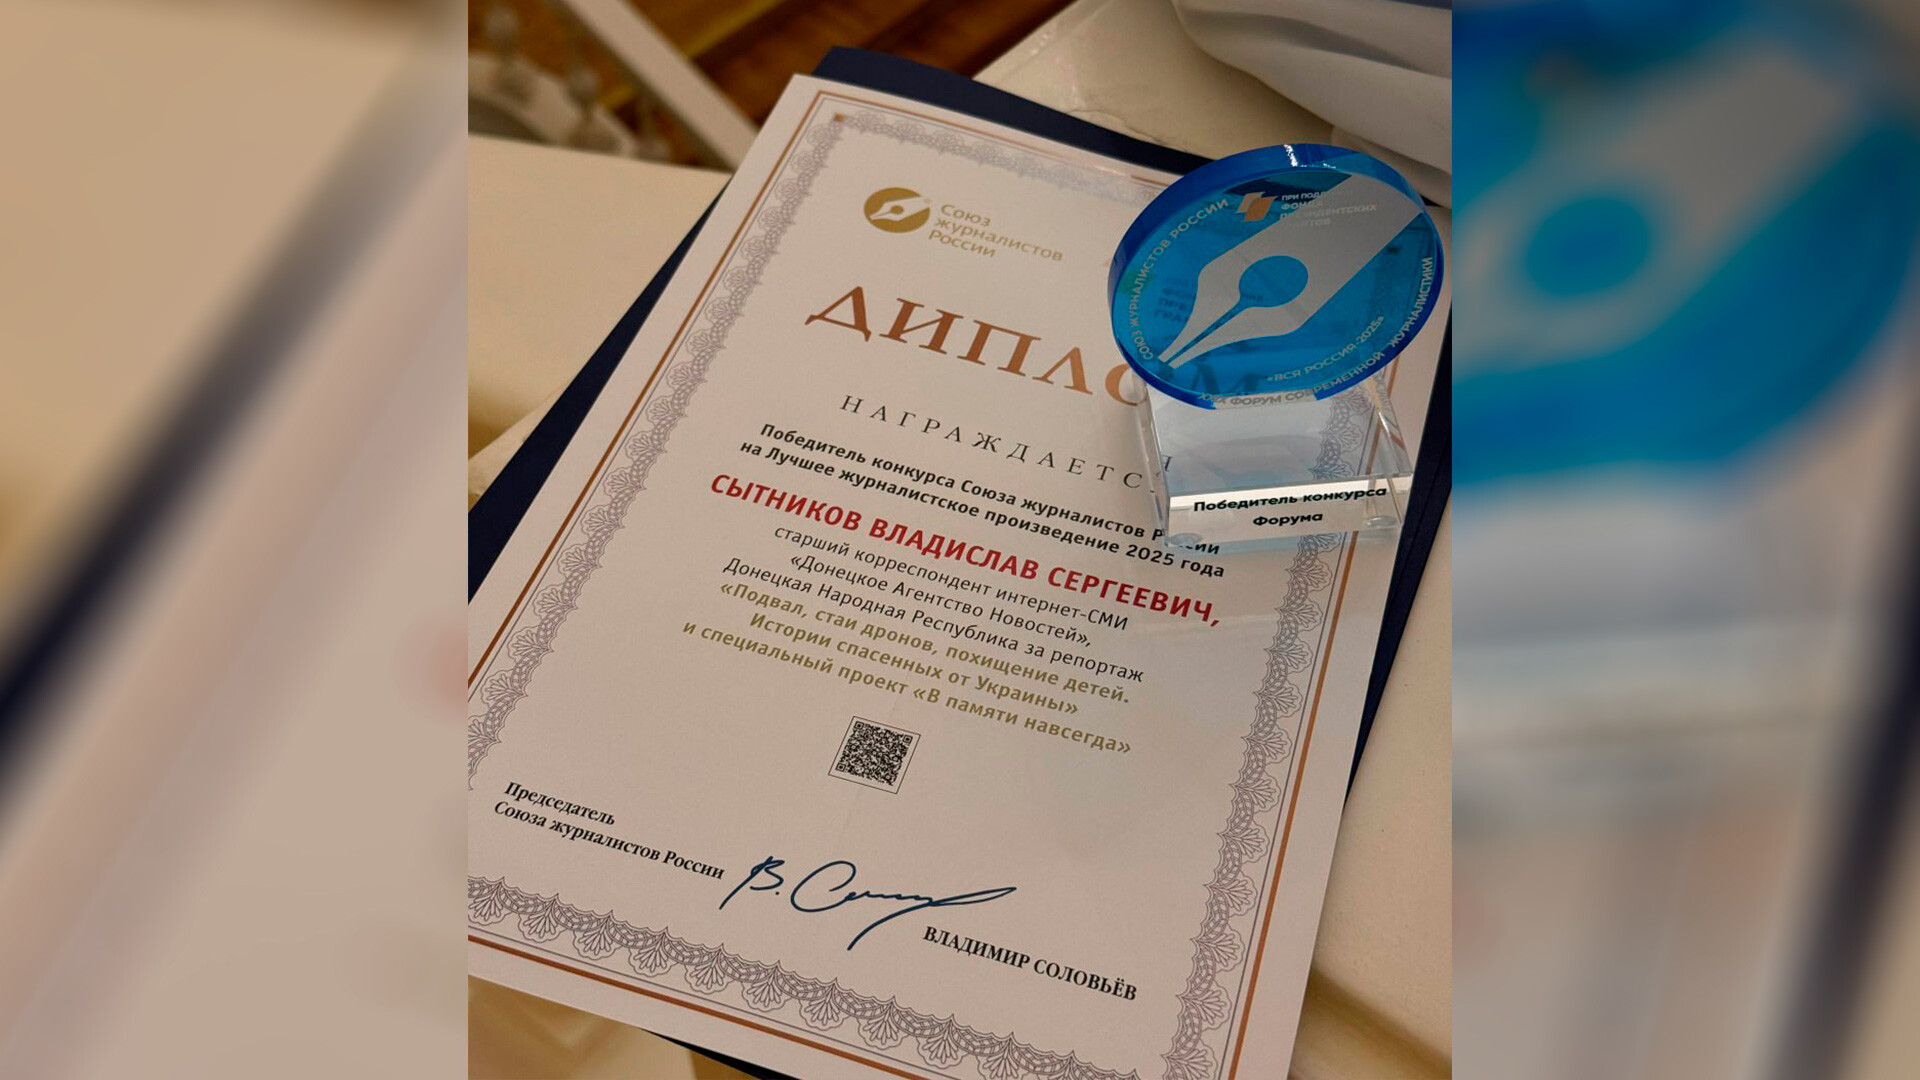 Союз
журналистов
России
ДИПЛОМ
НАГРАЖДАЕТСЯ
Победитель конкурса Союза журналистов России
на Лучшее журналистское произведение 2025 года
СЫТНИКОВ ВЛАДИСЛАВ СЕРГЕЕВИЧ,
старший корреспондент интернет-СМИ
«Донецкое Агентство Новостей»,
Донецкая Народная Республика за репортаж
«Подвал, стаи дронов, похищение детей.
Истории спасенных от Украины»
и специальный проект «В памяти навсегда»
Председатель
Союза журналистов России
ВЛАДИМИР СОЛОВЬЁВ
СОЮЗ ЖУРНАЛИСТОВ РОССИИ
ФОНДА
ПРЕЗИДЕНТСКИХ
«ВСЯ РОССИЯ-2025»
ФОРУМ СОВРЕМЕННОЙ ЖУРНАЛИСТИКИ
Победитель конкурса
Форума